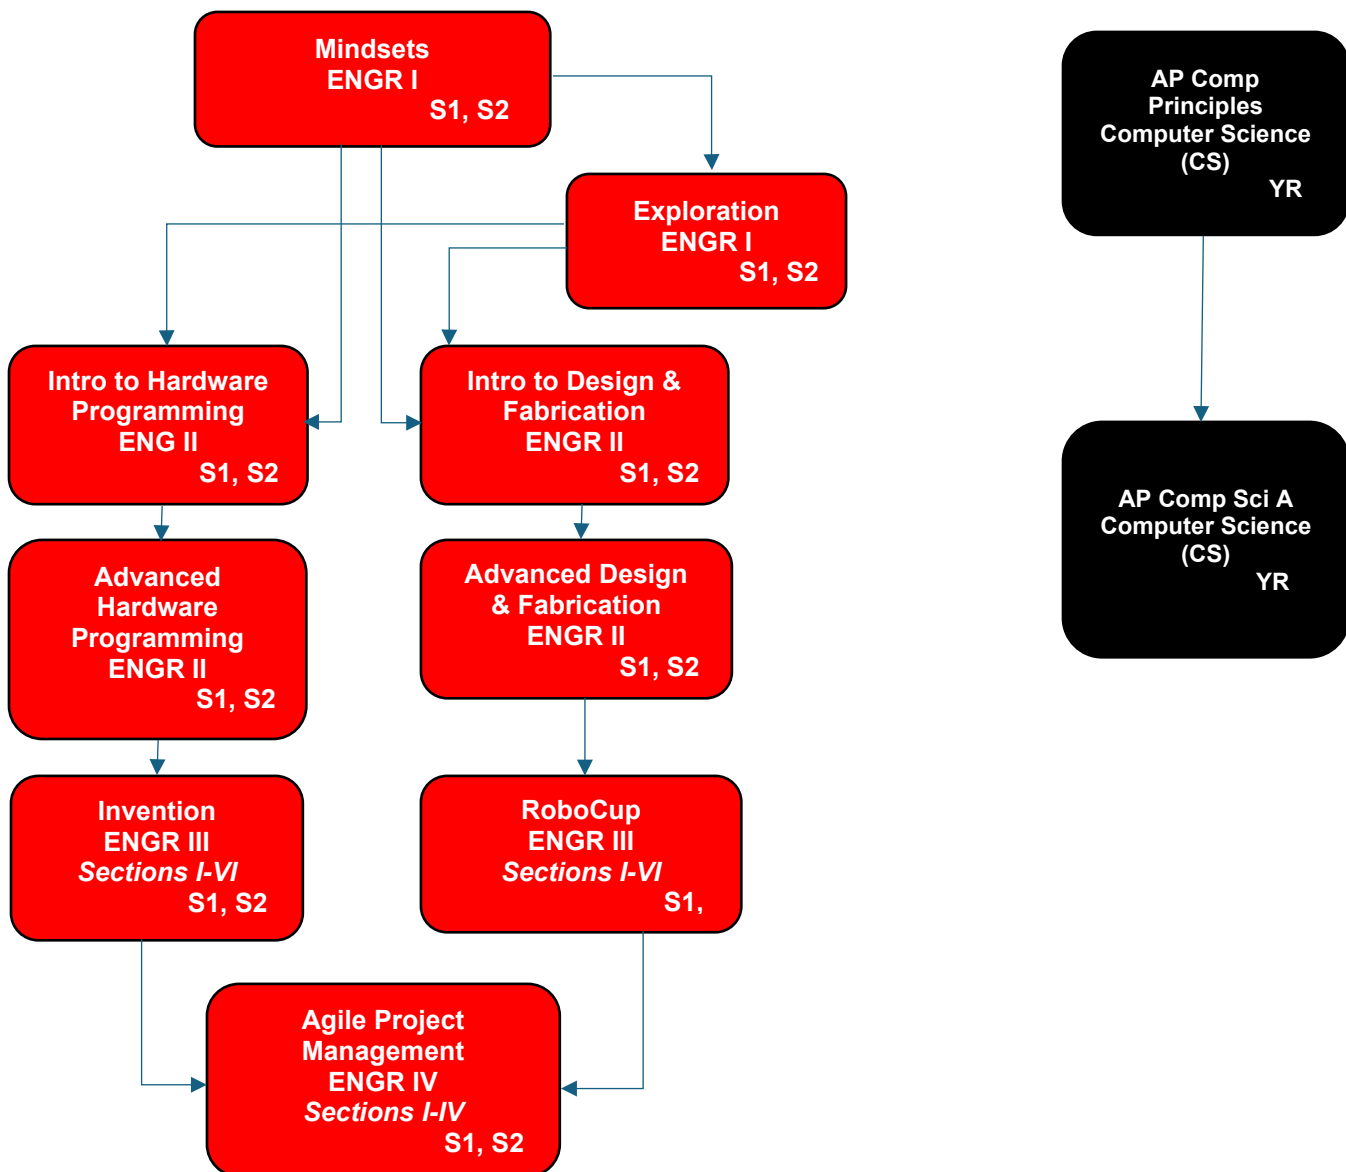 Mindsets
ENGR I
S1, S2
AP Comp
Principles
Computer Science
(CS)
YR
Exploration
ENGR I
S1, S2
Intro to Hardware
Programming
ENG II
S1, S2
Intro to Design &
Fabrication
ENGR II
S1, S2
AP Comp Sci A
Computer Science
(CS)
YR
Advanced
Hardware
Programming
ENGR II
S1, S2
Advanced Design
& Fabrication
ENGR II
S1, S2
Invention
ENGR III
Sections I-VI
S1, S2
RoboCup
ENGR III
Sections I-VI
S1,
Agile Project
Management
ENGR IV
Sections I-IV
S1, S2